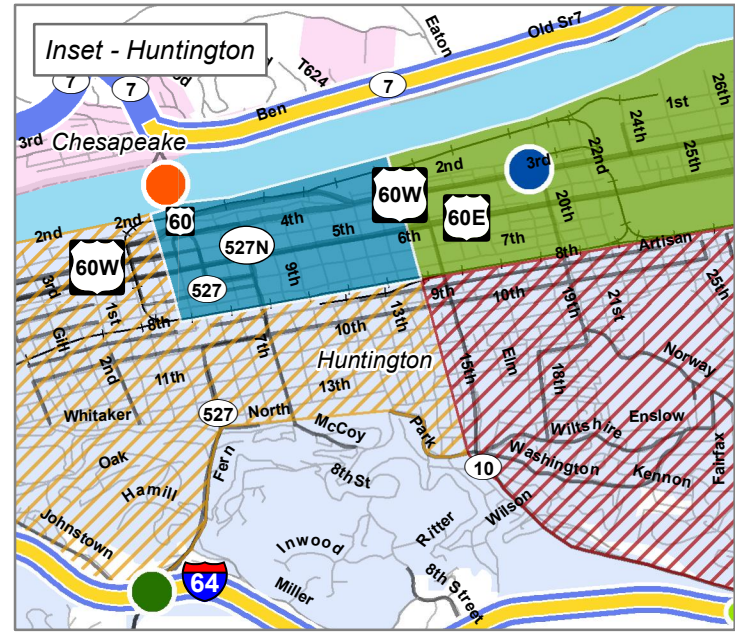 Inset - Huntington
Eaton
Old Sr7
T624
7
7
7
Ben
3rd
Chesapeake
26th
1st
24th
25th
22nd
2nd
3rd
20th
60W
60E
2nd
2nd
60
4th
5th
6th
7th
8th
Artisan
527N
527
9th
60W
3rd
1st
8th
Gill
2nd
7th
10th
13th
9th
10th
19th
21st
25th
11th
Huntington
13th
15th
Elm
18th
Norway
Whitaker
527
North
McCoy
Park
Wiltshire
Enslow
Fairfax
Oak
Hamill
Fern
8thSt
10
Washington
Kennon
Johnstown
Inwood
Ritter
Wilson
64
Miller
8th Street